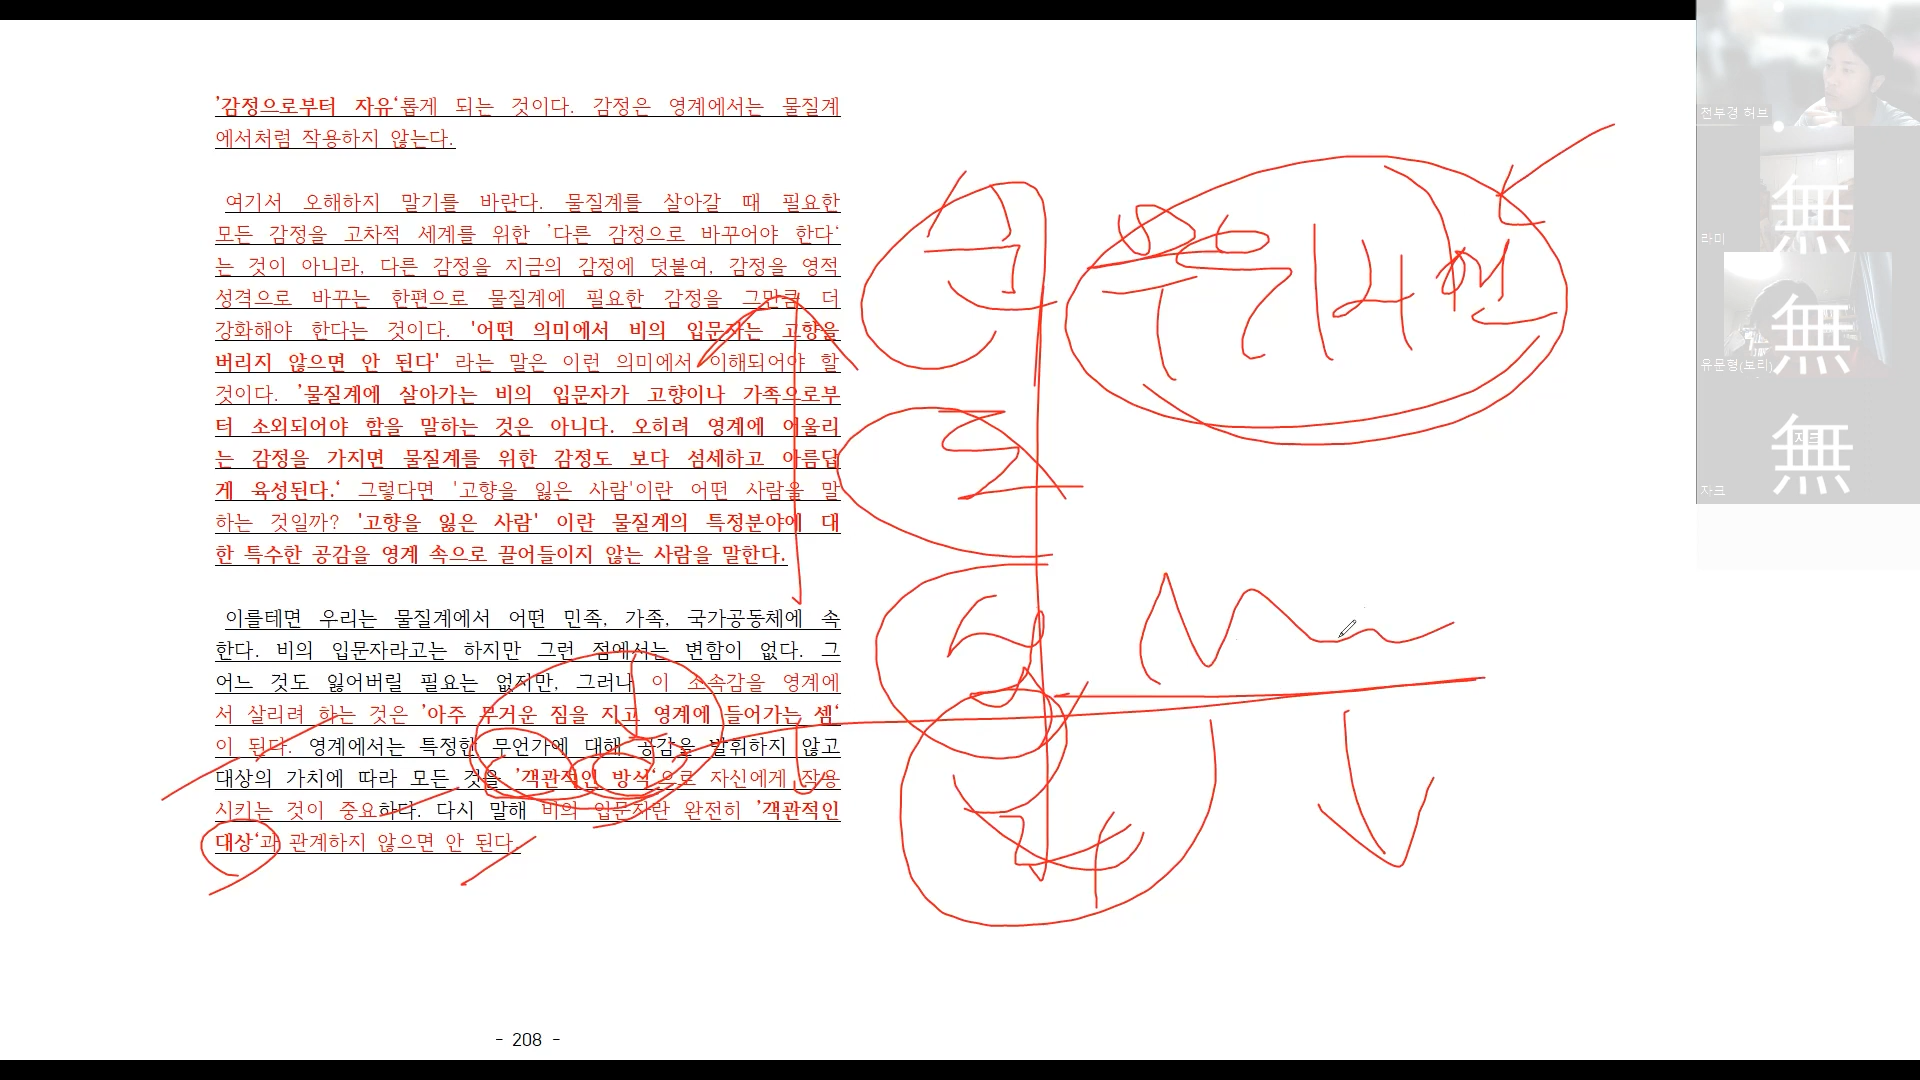 ’감정으로부터 자유‘롭게 되는 것이다. 감정은 영계에서는 물질계
에서처럼 작용하지 않는다.
여기서 오해하지 말기를 바란다. 물질계를 살아갈 때 필요한
모든 감정을 고차적 세계를 위한 ’다른 감정으로 바꾸어야 한다‘
는 것이 아니라, 다른 감정을 지금의 감정에 덧붙여, 감정을 영적
성격으로 바꾸는 한편으로 물질계에 필요한 감정을 그만큼 더
강화해야 한다는 것이다. '어떤 의미에서 비의 입문자는 고향을
버리지 않으면 안 된다' 라는 말은 이런 의미에서 이해되어야 할
것이다. ’물질계에 살아가는 비의 입문자가 고향이나 가족으로부
터 소외되어야 함을 말하는 것은 아니다. 오히려 영계에 어울리
는 감정을 가지면 물질계를 위한 감정도 보다 섬세하고 아름답
게 육성된다.‘ 그렇다면 '고향을 잃은 사람'이란 어떤 사람을 말
하는 것일까? '고향을 잃은 사람' 이란 물질계의 특정분야에 대
한 특수한 공감을 영계 속으로 끌어들이지 않는 사람을 말한다.
이를테면 우리는 물질계에서 어떤 민족, 가족, 국가공동체에 속
한다. 비의 입문자라고는 하지만 그런 점에서는 변함이 없다. 그
어느 것도 잃어버릴 필요는 없지만, 그러나 이 소속감을 영계에
서 살리려 하는 것은 ’아주 무거운 짐을 지고 영계에 들어가는 셈‘
이 된다. 영계에서는 특정한 무언가에 대해 공감을 발휘하지 않고
대상의 가치에 따라 모든 것을 ’객관적인 방식‘으로 자신에게 작용
시키는 것이 중요하다. 다시 말해 비의 입문자란 완전히 ’객관적인
대상‘과 관계하지 않으면 안 된다.
- 208 -
전투경 허브
無
라미
無
유문형(보리)
無
자크